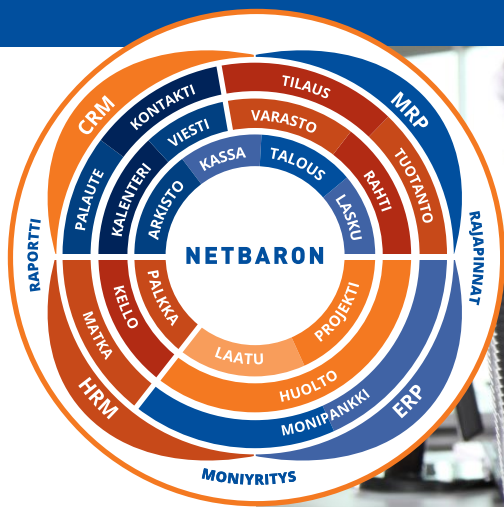 CRM
MRP
KONTAKTI
TILAUS
VIESTI
VARASTO
PALAUTE
KALENTERI
ARKISTO
KASSA
TALOUS
LASKU
RAHTI
TUOTANTO
RAPORTTI
NETBARON
RAJAPINNAT
MATKA
KELLO
PALKKA
LAATU
PROJEKTI
HUOLTO
MONIPANKKI
HRM
ERP
MONIYRITYS